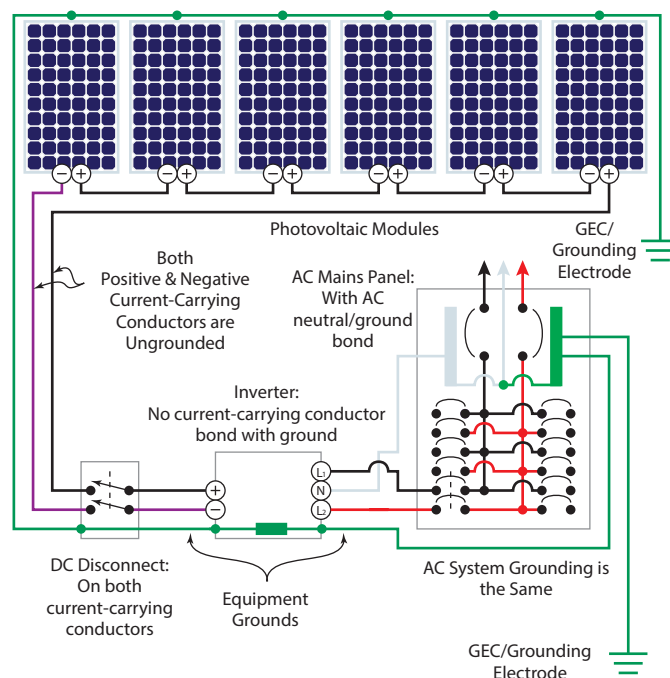 − + − + − + − + − + − +
Photovoltaic Modules
GEC/
Grounding
Electrode
Both
Positive & Negative
Current-Carrying
Conductors are
Ungrounded
AC Mains Panel:
With AC
neutral/ground
bond
Inverter:
No current-carrying conductor
bond with ground
+
−
L1
N
L2
DC Disconnect:
On both
current-carrying
conductors
Equipment
Grounds
AC System Grounding is
the Same
GEC/Grounding
Electrode